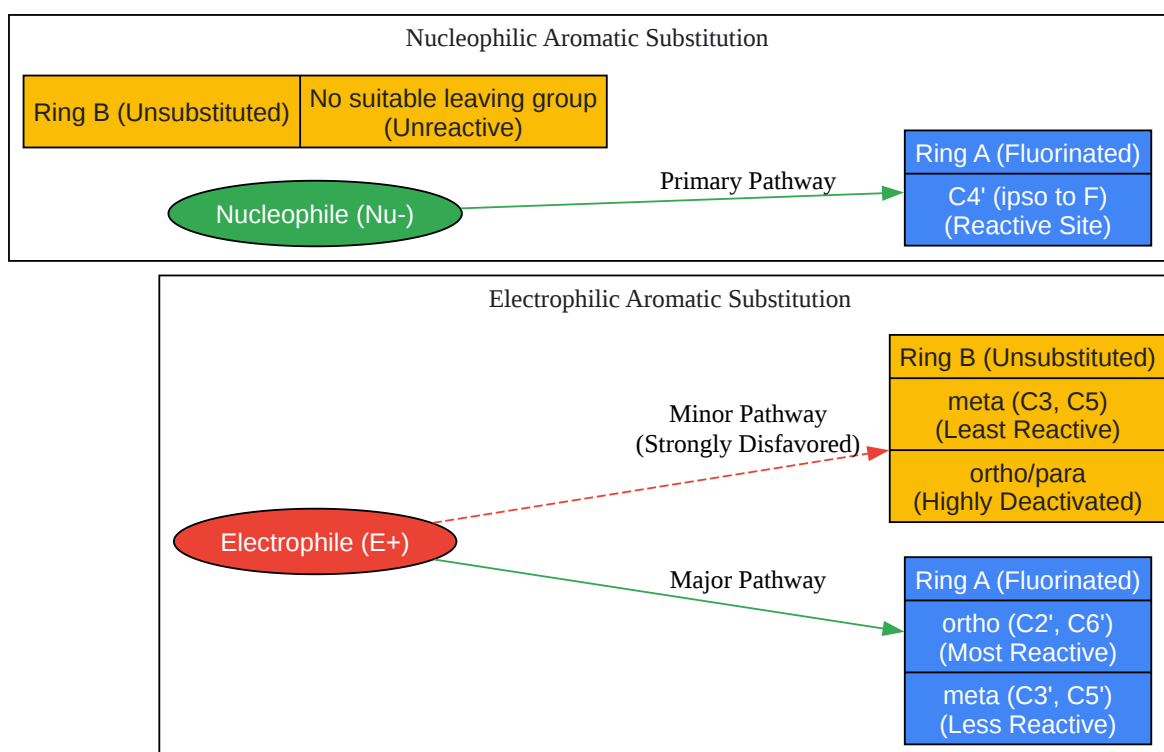 Nucleophilic Aromatic Substitution
Ring B (Unsubstituted)
No suitable leaving group
(Unreactive)
Nucleophile (Nu-)
Primary Pathway
Ring A (Fluorinated)
C4' (ipso to F)
(Reactive Site)
Electrophilic Aromatic Substitution
Electrophile (E+)
Minor Pathway
(Strongly Disfavored)
Ring B (Unsubstituted)
meta (C3, C5)
(Least Reactive)
ortho/para
(Highly Deactivated)
Major Pathway
Ring A (Fluorinated)
ortho (C2', C6')
(Most Reactive)
meta (C3', C5')
(Less Reactive)